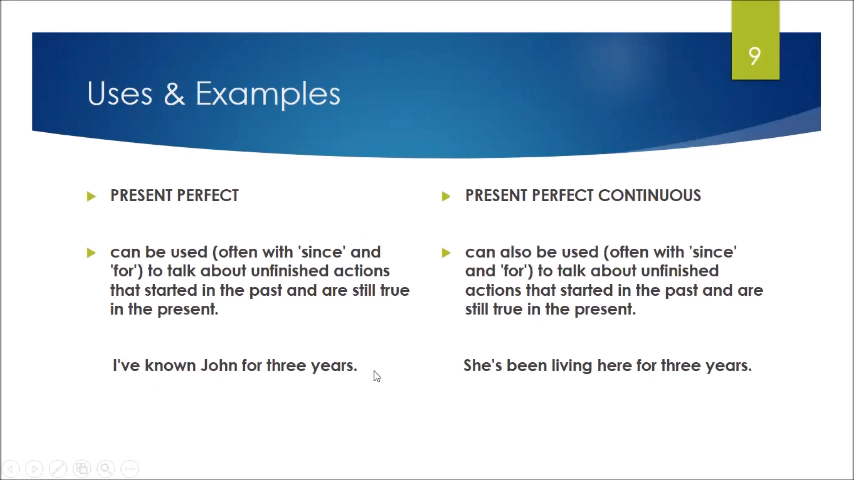 9
Uses & Examples
PRESENT PERFECT
can be used (often with 'since' and
'for') to talk about unfinished actions
that started in the past and are still true
in the present.
I've known John for three years.
PRESENT PERFECT CONTINUOUS
can also be used (often with 'since'
and 'for') to talk about unfinished
actions that started in the past and are
still true in the present.
She's been living here for three years.